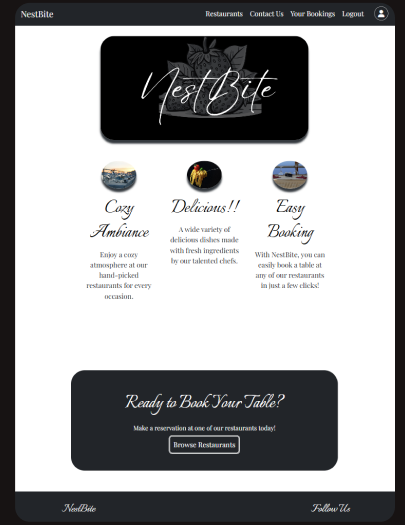 NestBite Restaurants Contact Us Your Bookings Logout
NestBite
Cozy
Ambiance
Enjoy a cozy
atmosphere at our
hand-picked
restaurants for every
occasion.
Delicious!!
A wide variety of
delicious dishes made
with fresh ingredients
by our talented chefs.
Easy
Booking
With NestBite, you can
easily book a table at
any of our restaurants
in just a few clicks!
Ready to Book Your Table?
Make a reservation at one of our restaurants today!
Browse Restaurants
NestBite Follow Us